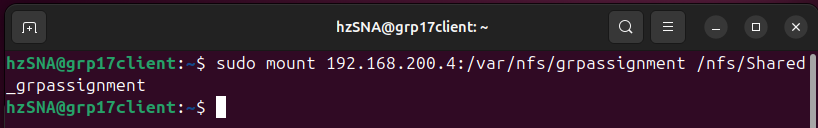 hzSNA@grp17client: ~
hzSNA@grp17client:~$ sudo mount 192.168.200.4:/var/nfs/grpassignment /nfs/Shared
_grpassignment
hzSNA@grp17client:~$